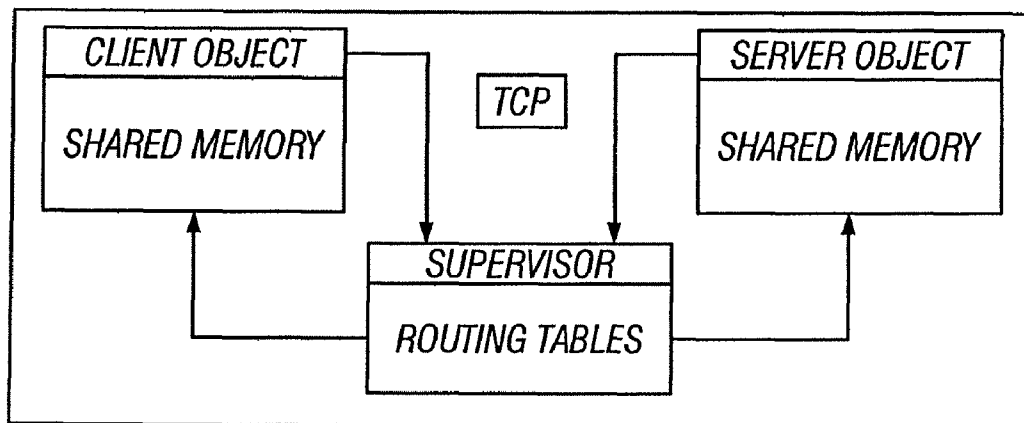 CLIENT OBJECT
SHARED MEMORY
TCP
SERVER OBJECT
SHARED MEMORY
SUPERVISOR
ROUTING TABLES